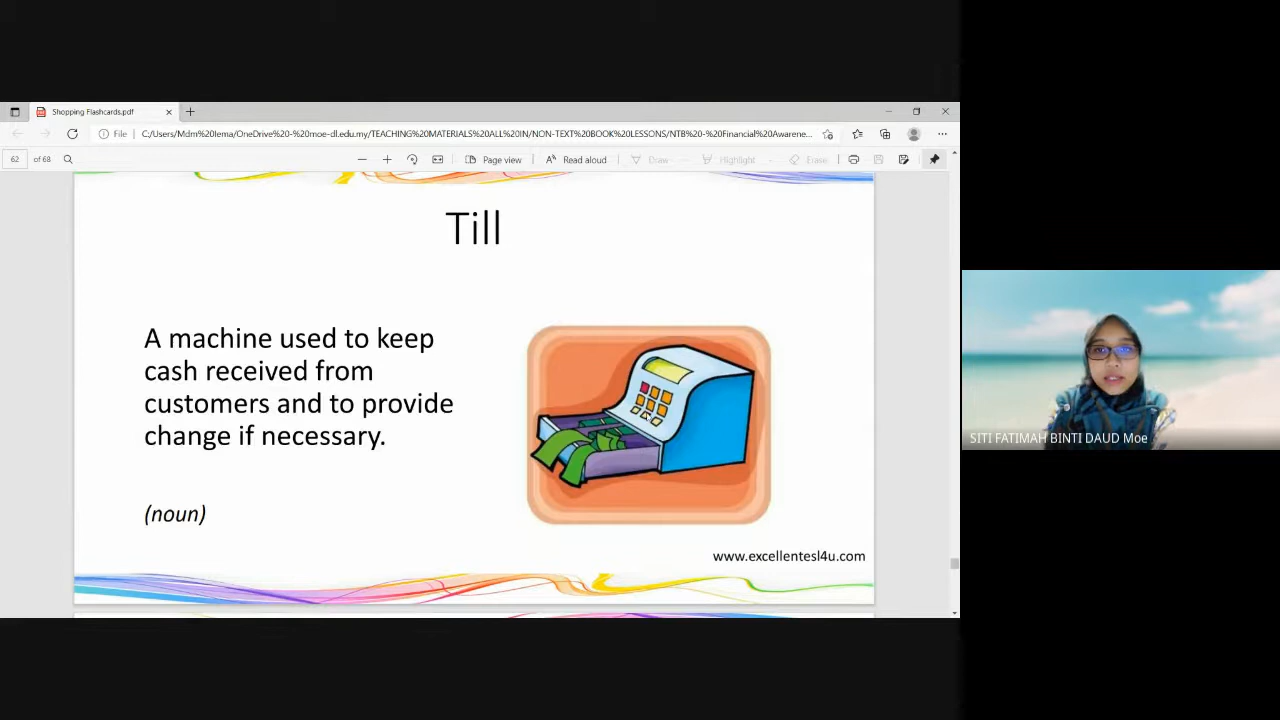 Shopping Flashcards.pdf
File
C:/Users/Mdm%20Iema/OneDrive%20-%20moe-dl.edu.my/TEACHING%20MATERIALS%20ALL%20IN/NON-TEXT%20BOOK%20LESSONS/NTB%20-%20Financial%20Awarene...
62 of 68
Page view
Read aloud
Draw
Highlight
Erase
Till
A machine used to keep
cash received from
customers and to provide
change if necessary.
(noun)
www.excellentesl4u.com
SITI FATIMAH BINTI DAUD Moe